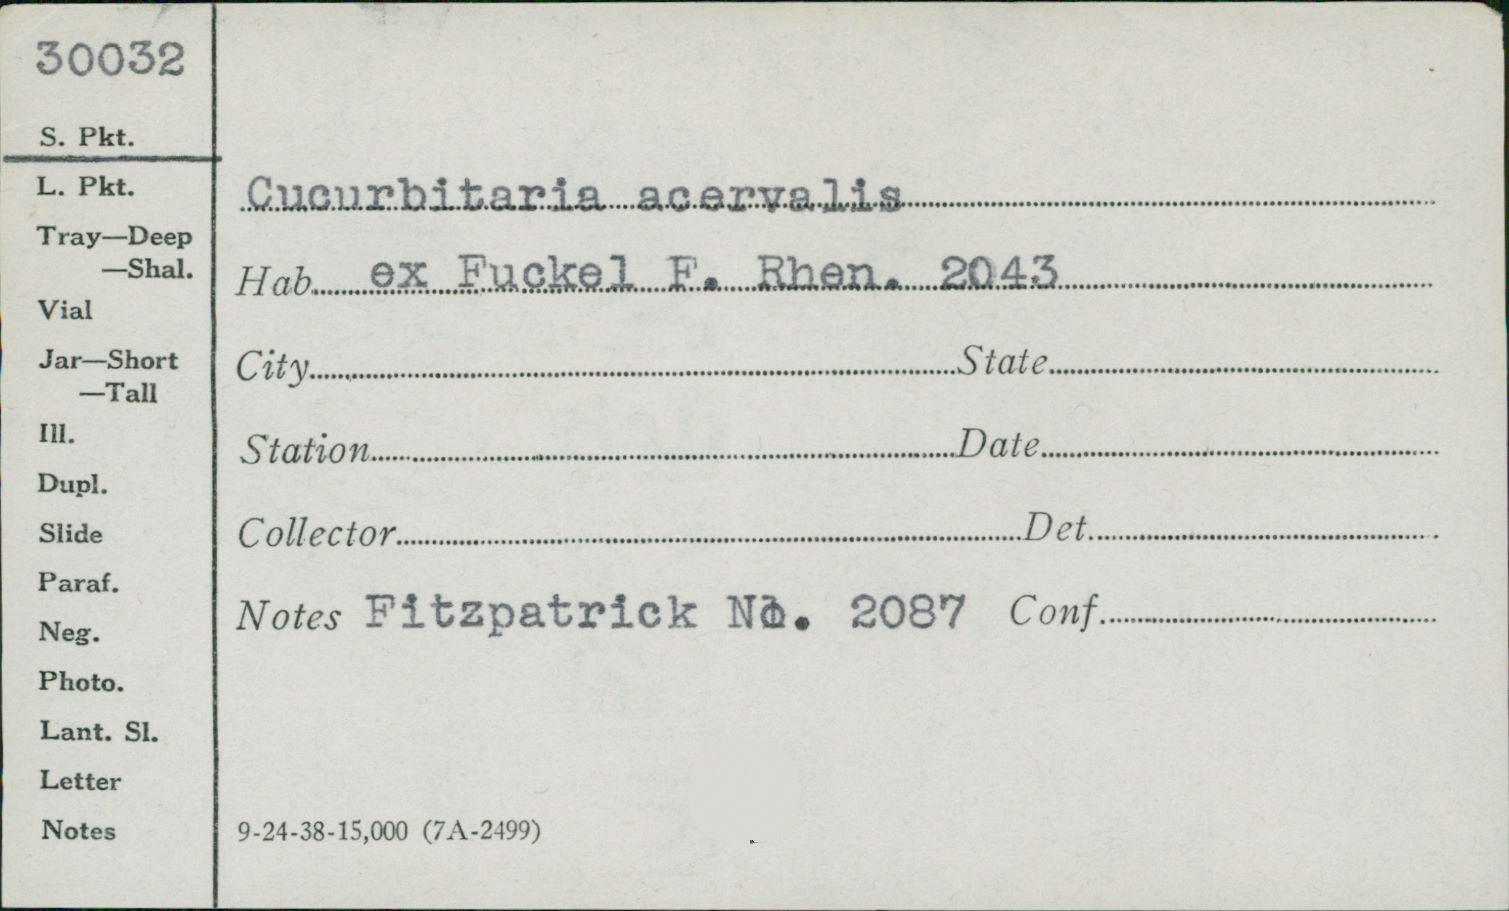 30032
S. Pkt.
L. Pkt.
Tray—Deep
—Shal.
Vial
Jar—Short
—Tall
Ill.
Dupl.
Slide
Paraf.
Neg.
Photo.
Lant. Sl.
Letter
Notes
Cucurbitaria acervalis
Hab. ex Fuckel F. Rhen. 2043
City State
Station Date
Collector Det.
Notes Fitzpatrick No. 2087 Conf.
9-24-38-15,000 (7A-2499)